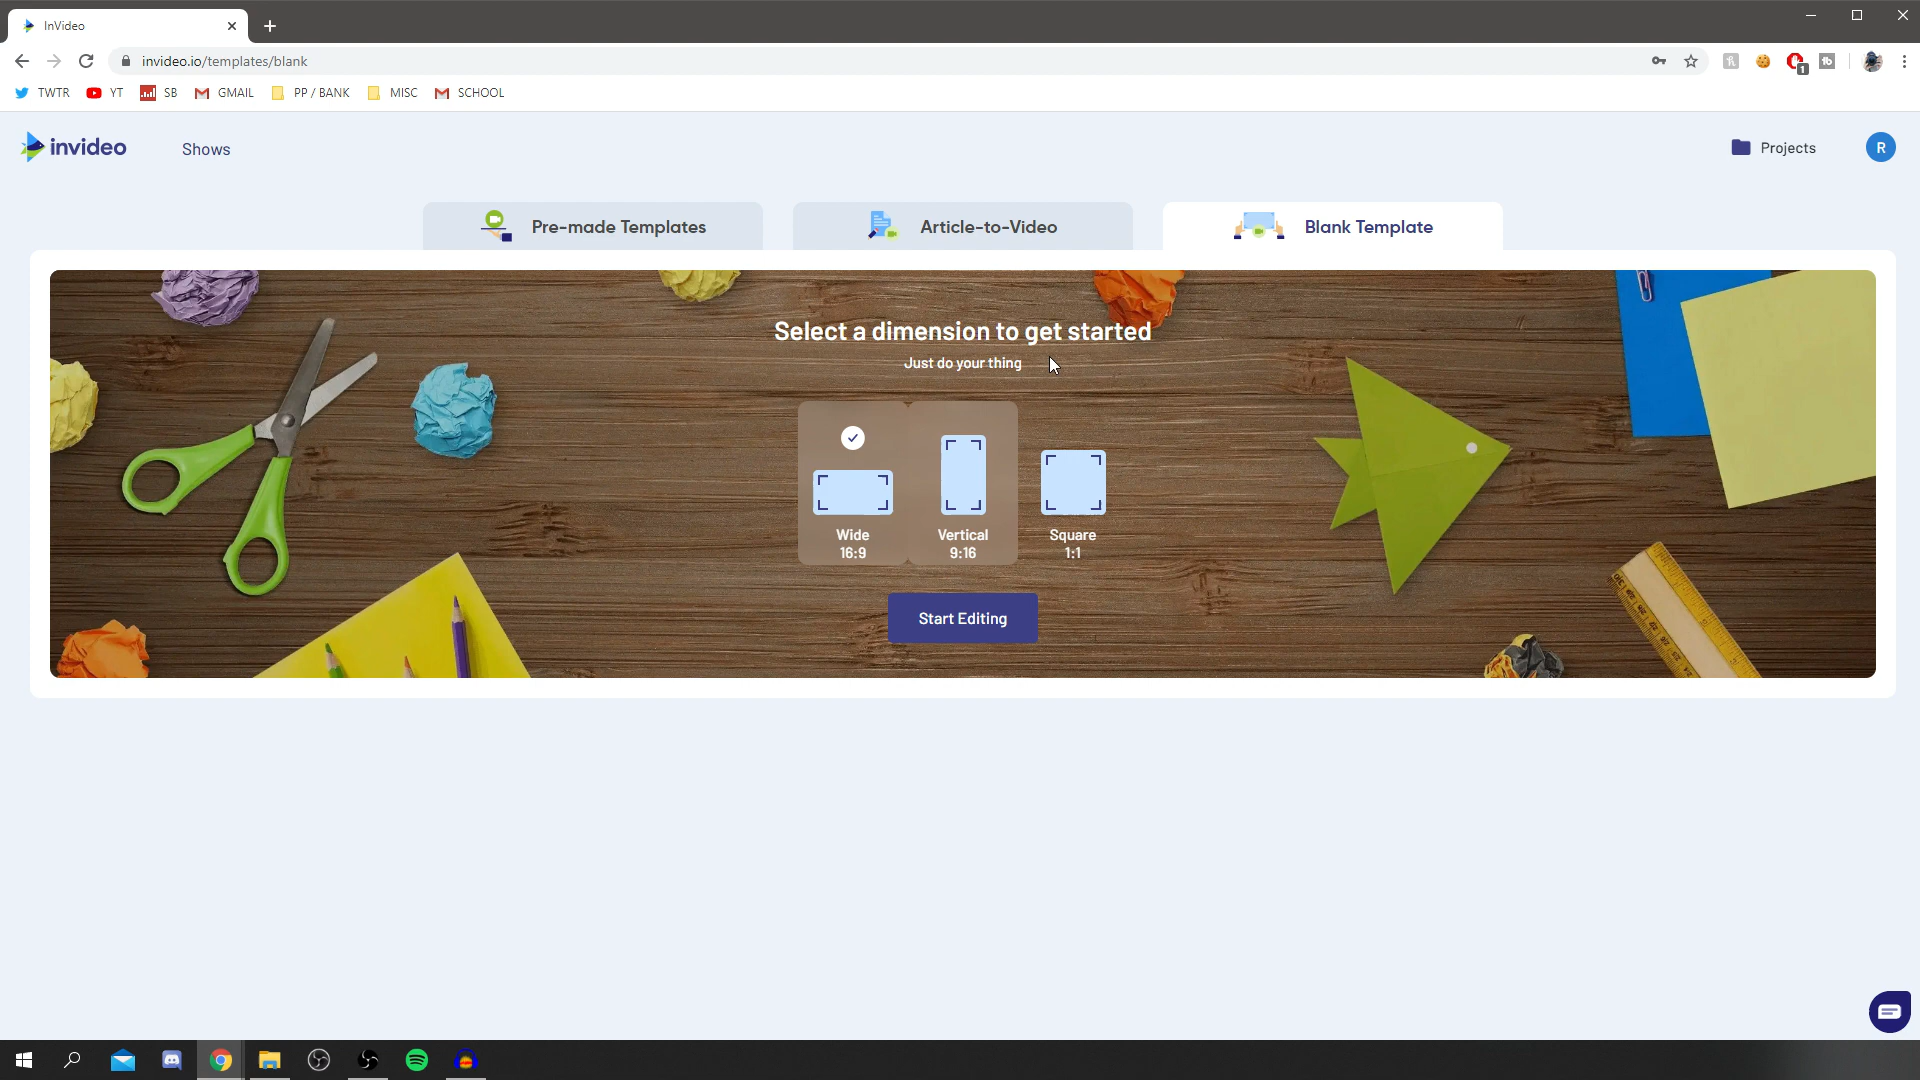 InVideo
invideo.io/templates/blank
1
TWTR
YT
SB
GMAIL
PP / BANK
MISC
SCHOOL
invideo
Shows
Projects
R
Pre-made Templates
Article-to-Video
Blank Template
Select a dimension to get started
Just do your thing
Wide
16:9
Vertical
9:16
Square
1:1
Start Editing